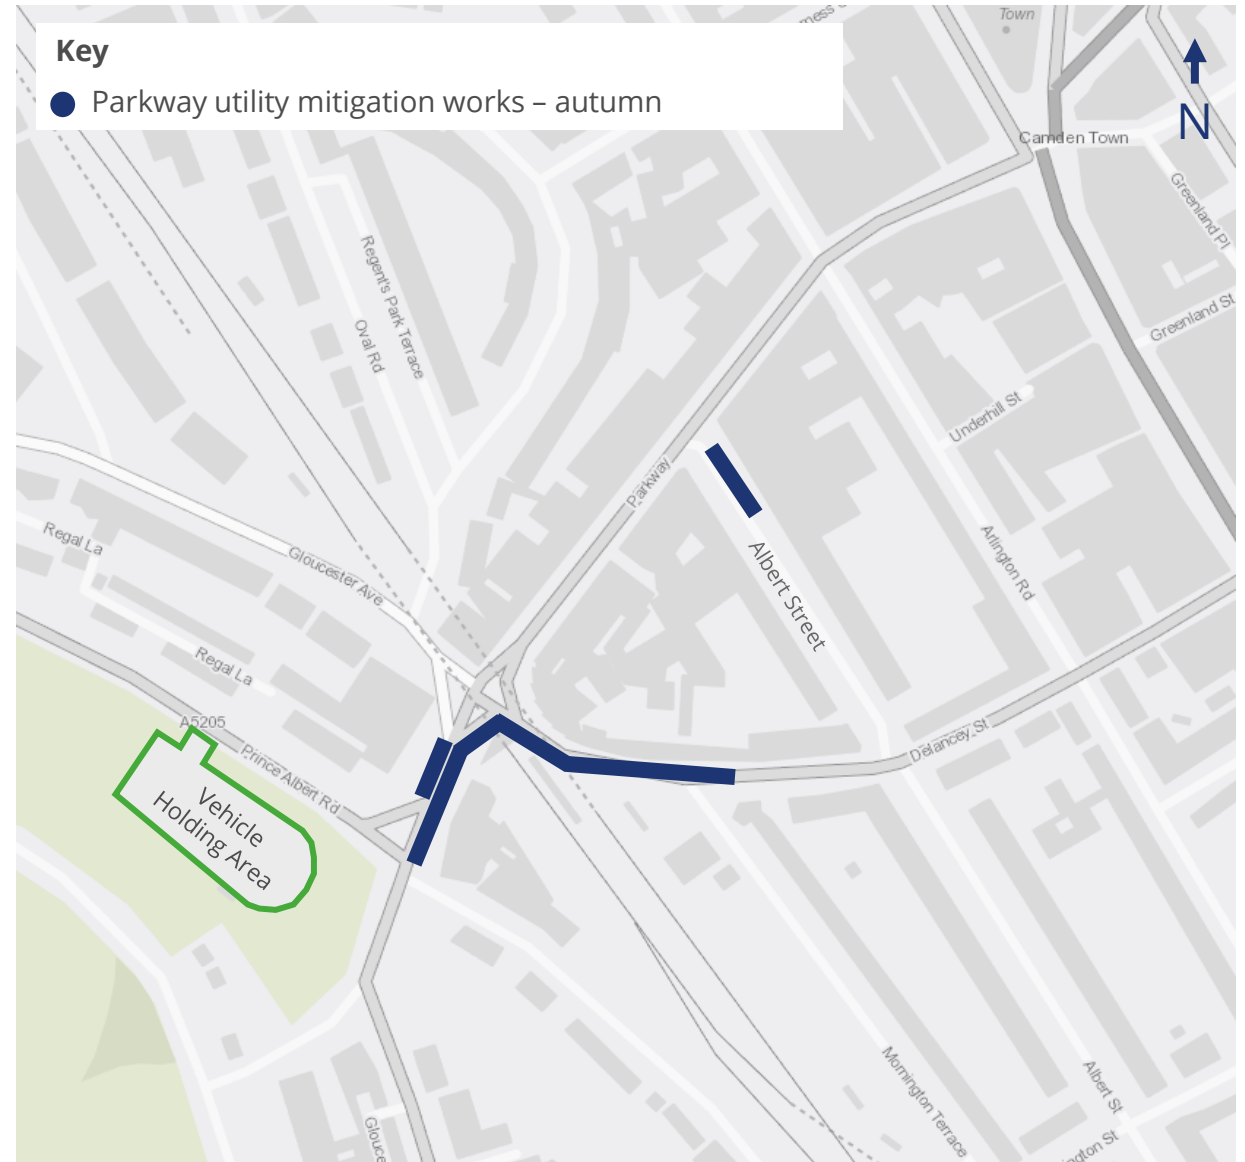 Key
Parkway utility mitigation works – autumn
Town
N
Camden Town
Greenland Pl
Greenland St
Regent's Park Terrace
Oval Rd
Underhill St
Parkway
Arlington Rd
Regal La
Gloucester Ave
Albert Street
Regal La
A5205
Prince Albert Rd
Delancey St
Vehicle
Holding Area
Mornington Terrace
Albert St